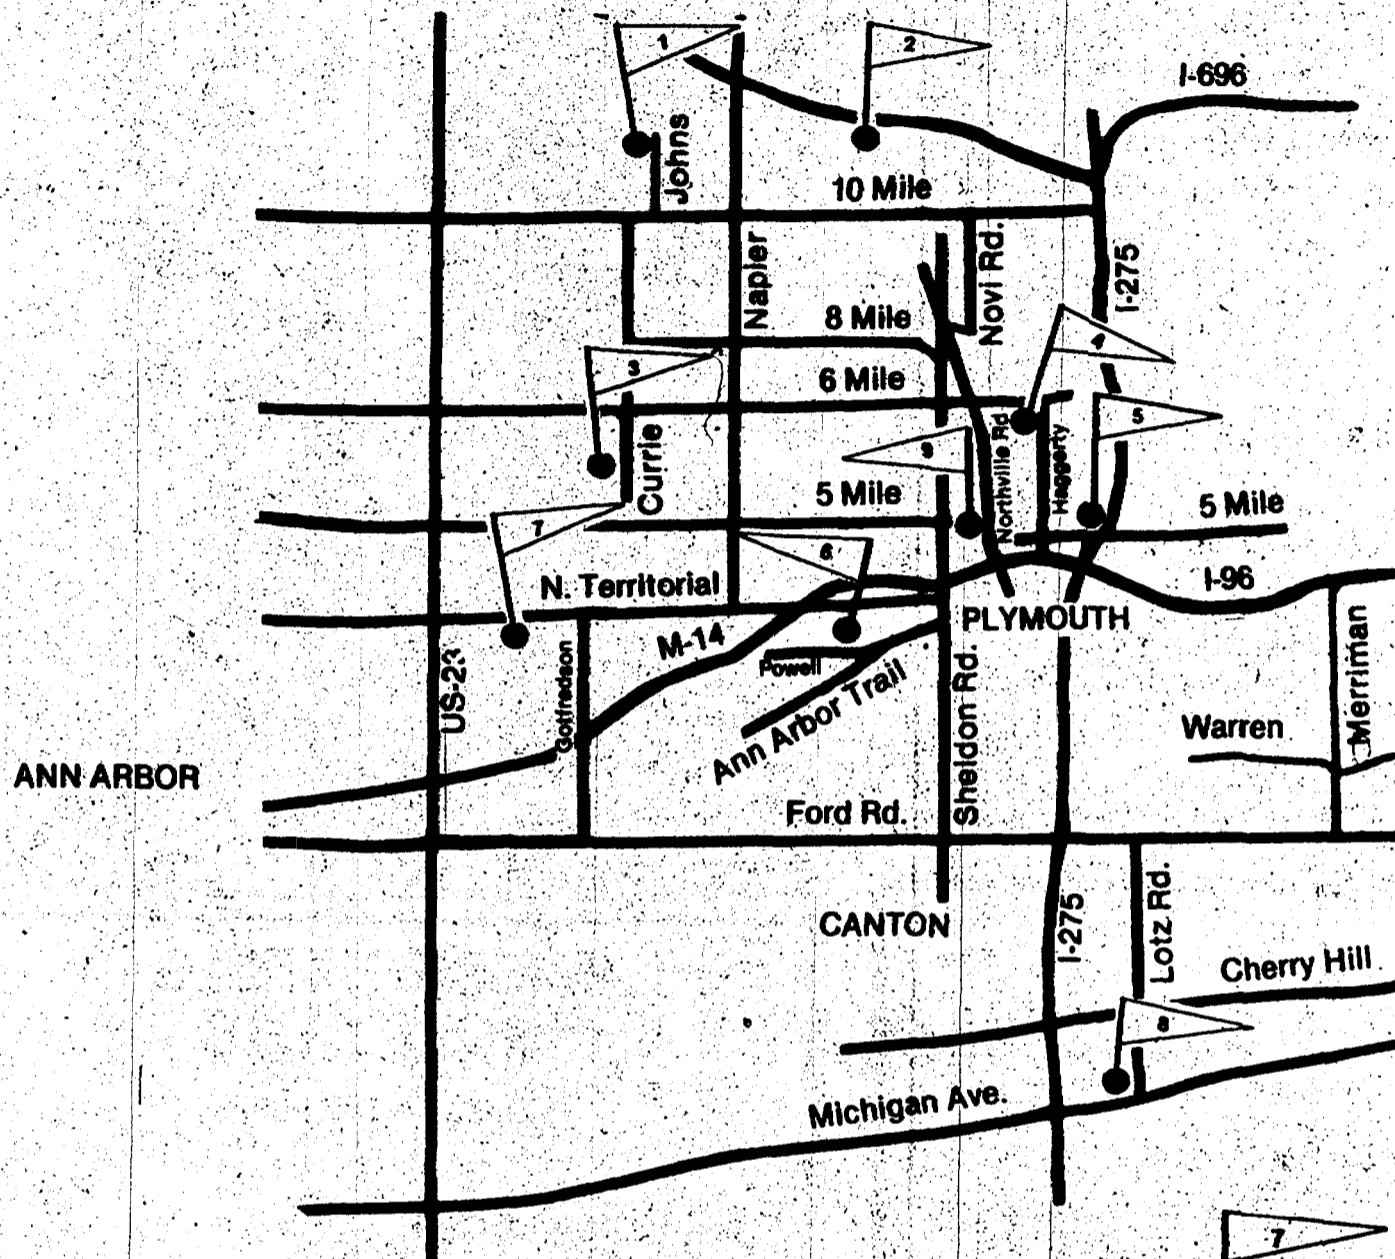 1
2
I-696
Johns
10 Mile
Napier
Novi Rd.
I-275
8 Mile
4
3
6 Mile
5
Currie
9
Northville Rd
Haggerty
5 Mile
5 Mile
7
6
N. Territorial
I-96
PLYMOUTH
M-14
Powell
US-23
Gotfredson
Ann Arbor Trail
Sheldon Rd.
Merriman
Warren
ANN ARBOR
Ford Rd.
CANTON
I-275
Lotz Rd.
Cherry Hill
8
Michigan Ave.
7